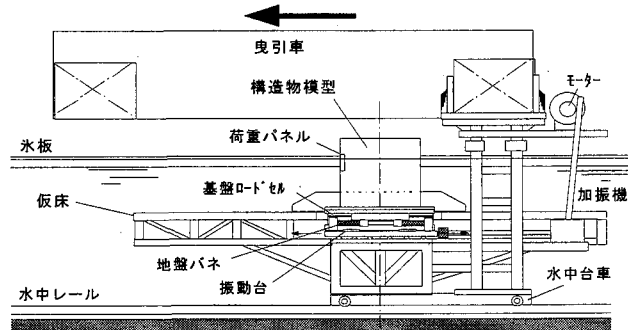 曳引車
構造物模型
モーター
荷重パネル
氷板
基盤ロードセル
仮床
加振機
地盤バネ
振動台
水中レール
水中台車